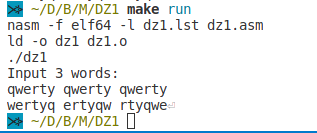 ~/D/B/M/DZ1 make run
nasm -f elf64 -l dz1.lst dz1.asm
ld -o dz1 dz1.o
./dz1
Input 3 words:
qwerty qwerty qwerty
wertyq ertyqw rtyqwe⏎
~/D/B/M/DZ1